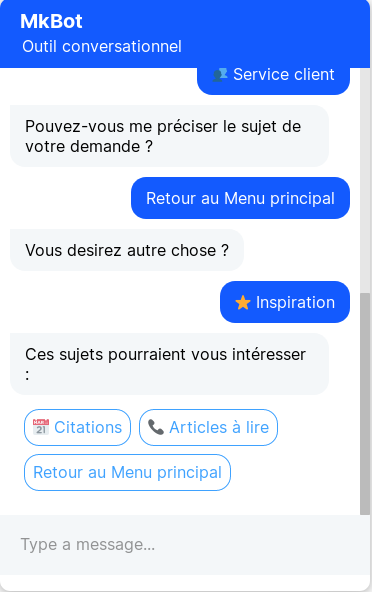 MkBot
Outil conversationnel
Service client
Pouvez-vous me préciser le sujet de
votre demande ?
Retour au Menu principal
Vous desirez autre chose ?
Inspiration
Ces sujets pourraient vous intéresser
:
Citations
Articles à lire
Retour au Menu principal
Type a message...